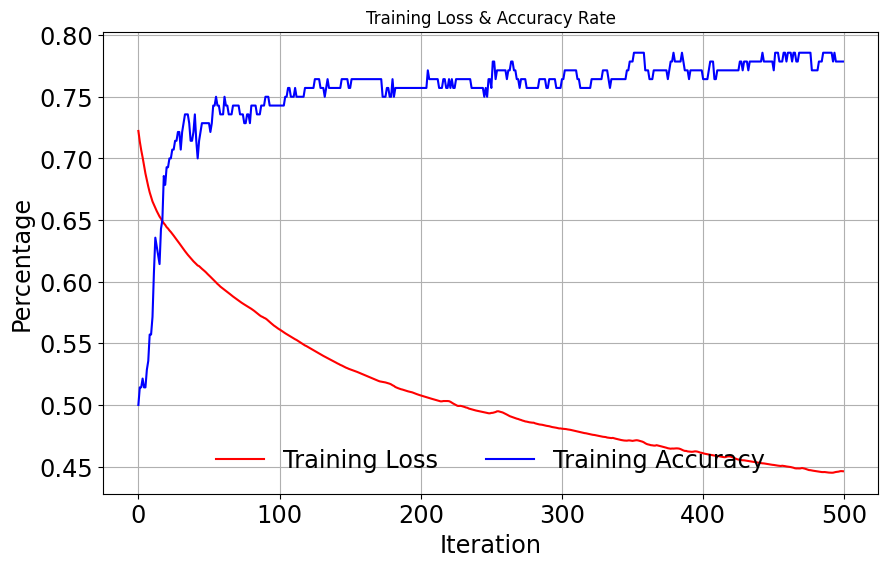 Training Loss & Accuracy Rate
0.80
0.75
0.70
0.65
0.60
0.55
0.50
0.45
Percentage
Training Loss
Training Accuracy
0
100
200
300
400
500
Iteration